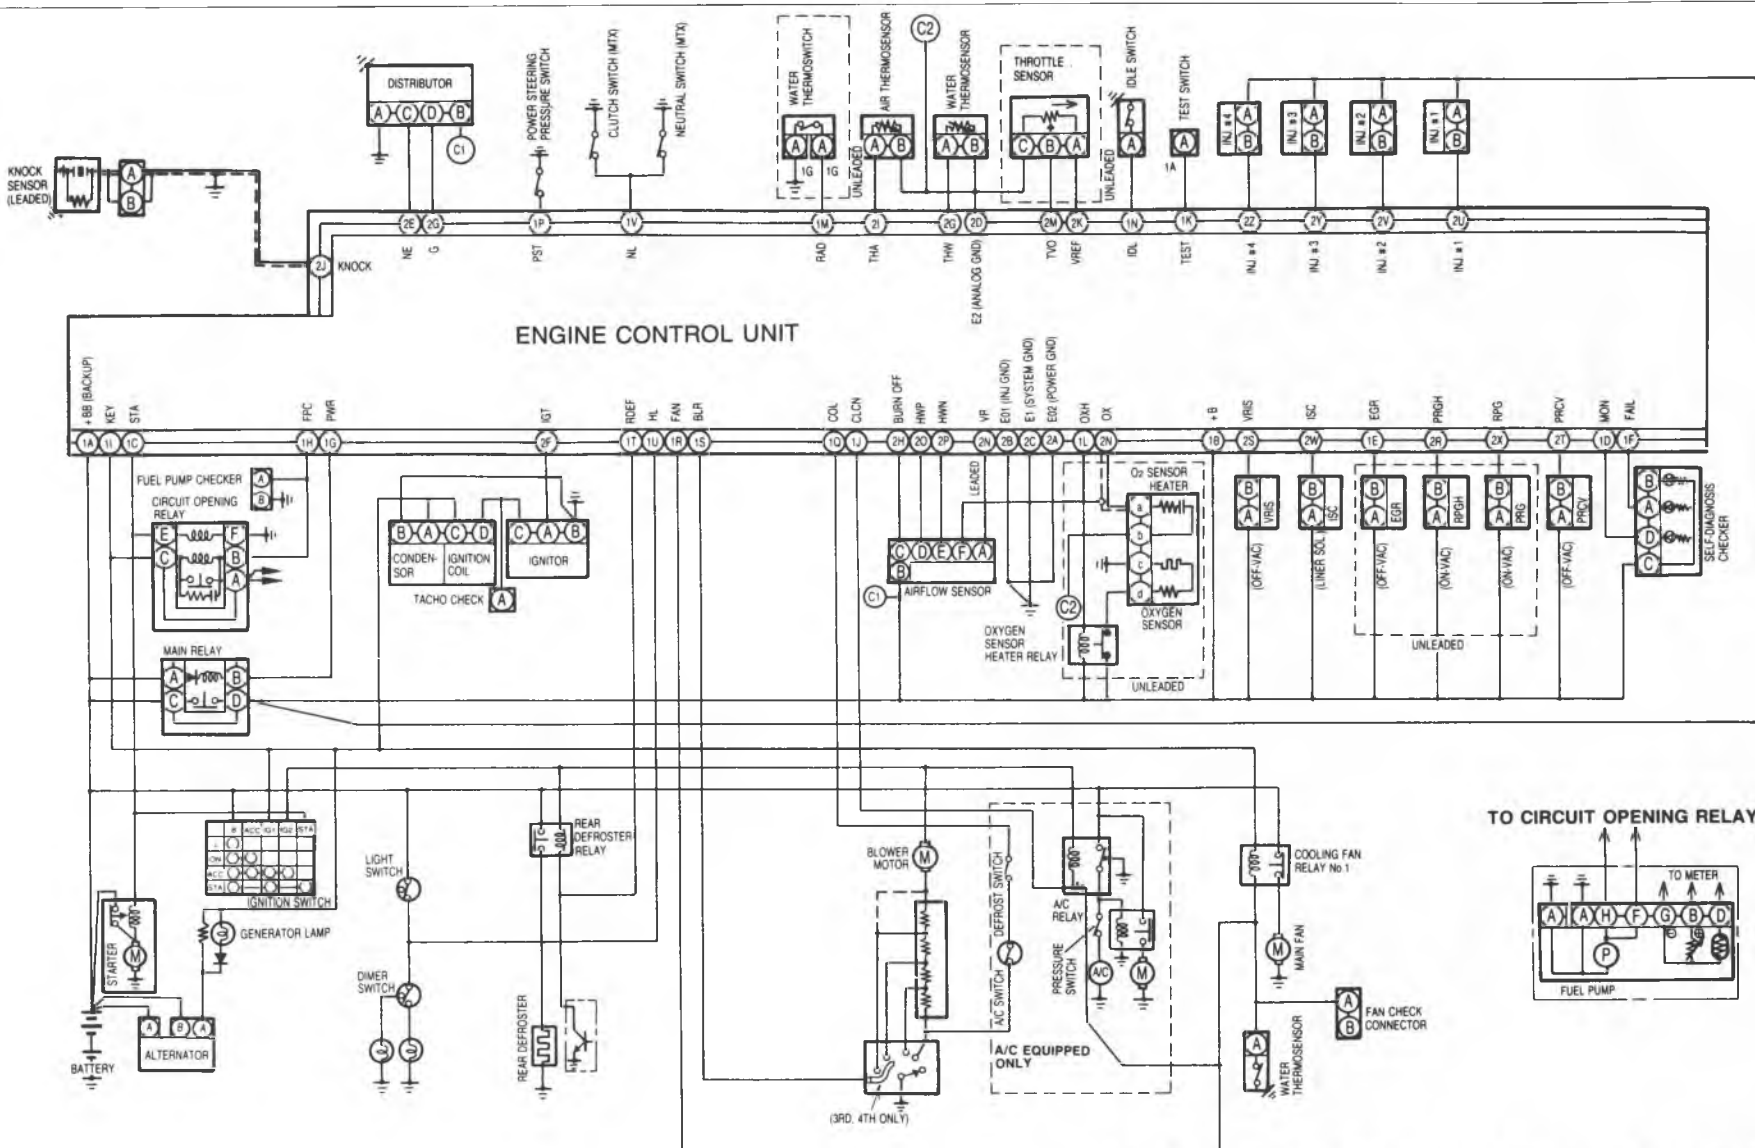 DISTRIBUTOR
A C D B
C1
POWER STEERING
PRESSURE SWITCH
CLUTCH SWITCH (MTX)
NEUTRAL SWITCH (MTX)
WATER
THERMOSWITCH
A A
1G 1G
UNLEADED
AIR THERMOSENSOR
A B
C2
WATER
THERMOSENSOR
A B
THROTTLE
SENSOR
C B A
UNLEADED
IDLE SWITCH
A
TEST SWITCH
A
1A
INJ #4
A
B
INJ #3
A
B
INJ #2
A
B
INJ #1
A
B
KNOCK
SENSOR
(LEADED)
A
B
2E 2G 1P 1V 1M 2I 2Q 2D 2M 2K 1N 1K 2Z 2Y 2V 2U
NE G PST NL RAD THA THW E2 (ANALOG GND) TVO VREF IDL TEST INJ #4 INJ #3 INJ #2 INJ #1
2J KNOCK
ENGINE CONTROL UNIT
+BB (BACKUP) KEY STA FPC PWR IGT RDEF HL FAN BLR COL CLCN BURN OFF HWP HWN VR E01 (INJ GND) E1 (SYSTEM GND) E02 (POWER GND) OXH OX +B VRIS ISC EGR PRGH RPG PRCV MON FAIL
1A 1I 1C 1H 1G 2F 1T 1U 1R 1S 1Q 1J 2H 2O 2P 2N 2B 2C 2A 1L 2N 1B 2S 2W 1E 2R 2X 2T 1D 1F
FUEL PUMP CHECKER
A
B
CIRCUIT OPENING
RELAY
E F
C B
A
B A C D
CONDEN-
SOR
IGNITION
COIL
C A B
IGNITOR
TACHO CHECK A
LEADED
C D E F A
B
AIRFLOW SENSOR
C1
O2 SENSOR
HEATER
a
b
c
d
OXYGEN
SENSOR
C2
OXYGEN
SENSOR
HEATER RELAY
UNLEADED
B
A
VRIS
(OFF-VAC)
B
A
ISC
(LINER SOL)
B
A
EGR
(OFF-VAC)
B
A
RPGH
(ON-VAC)
B
A
PRG
(ON-VAC)
B
A
PRCV
(OFF-VAC)
UNLEADED
B
A
D
C
SELF-DIAGNOSIS
CHECKER
MAIN RELAY
A B
C D
B ACC IG1 IG2 STA
L
ON
ACC
STA
IGNITION SWITCH
STARTER
M
GENERATOR LAMP
A B A
ALTERNATOR
BATTERY
LIGHT
SWITCH
DIMER
SWITCH
REAR
DEFROSTER
RELAY
REAR DEFROSTER
BLOWER
MOTOR
M
(3RD, 4TH ONLY)
A/C SWITCH
DEFROST SWITCH
A/C
RELAY
PRESSURE
SWITCH
A/C
M
A/C EQUIPPED
ONLY
COOLING FAN
RELAY No.1
M
MAIN FAN
A
B
FAN CHECK
CONNECTOR
A
WATER
THERMOSENSOR
TO CIRCUIT OPENING RELAY
TO METER
A A H F G B D
P
FUEL PUMP